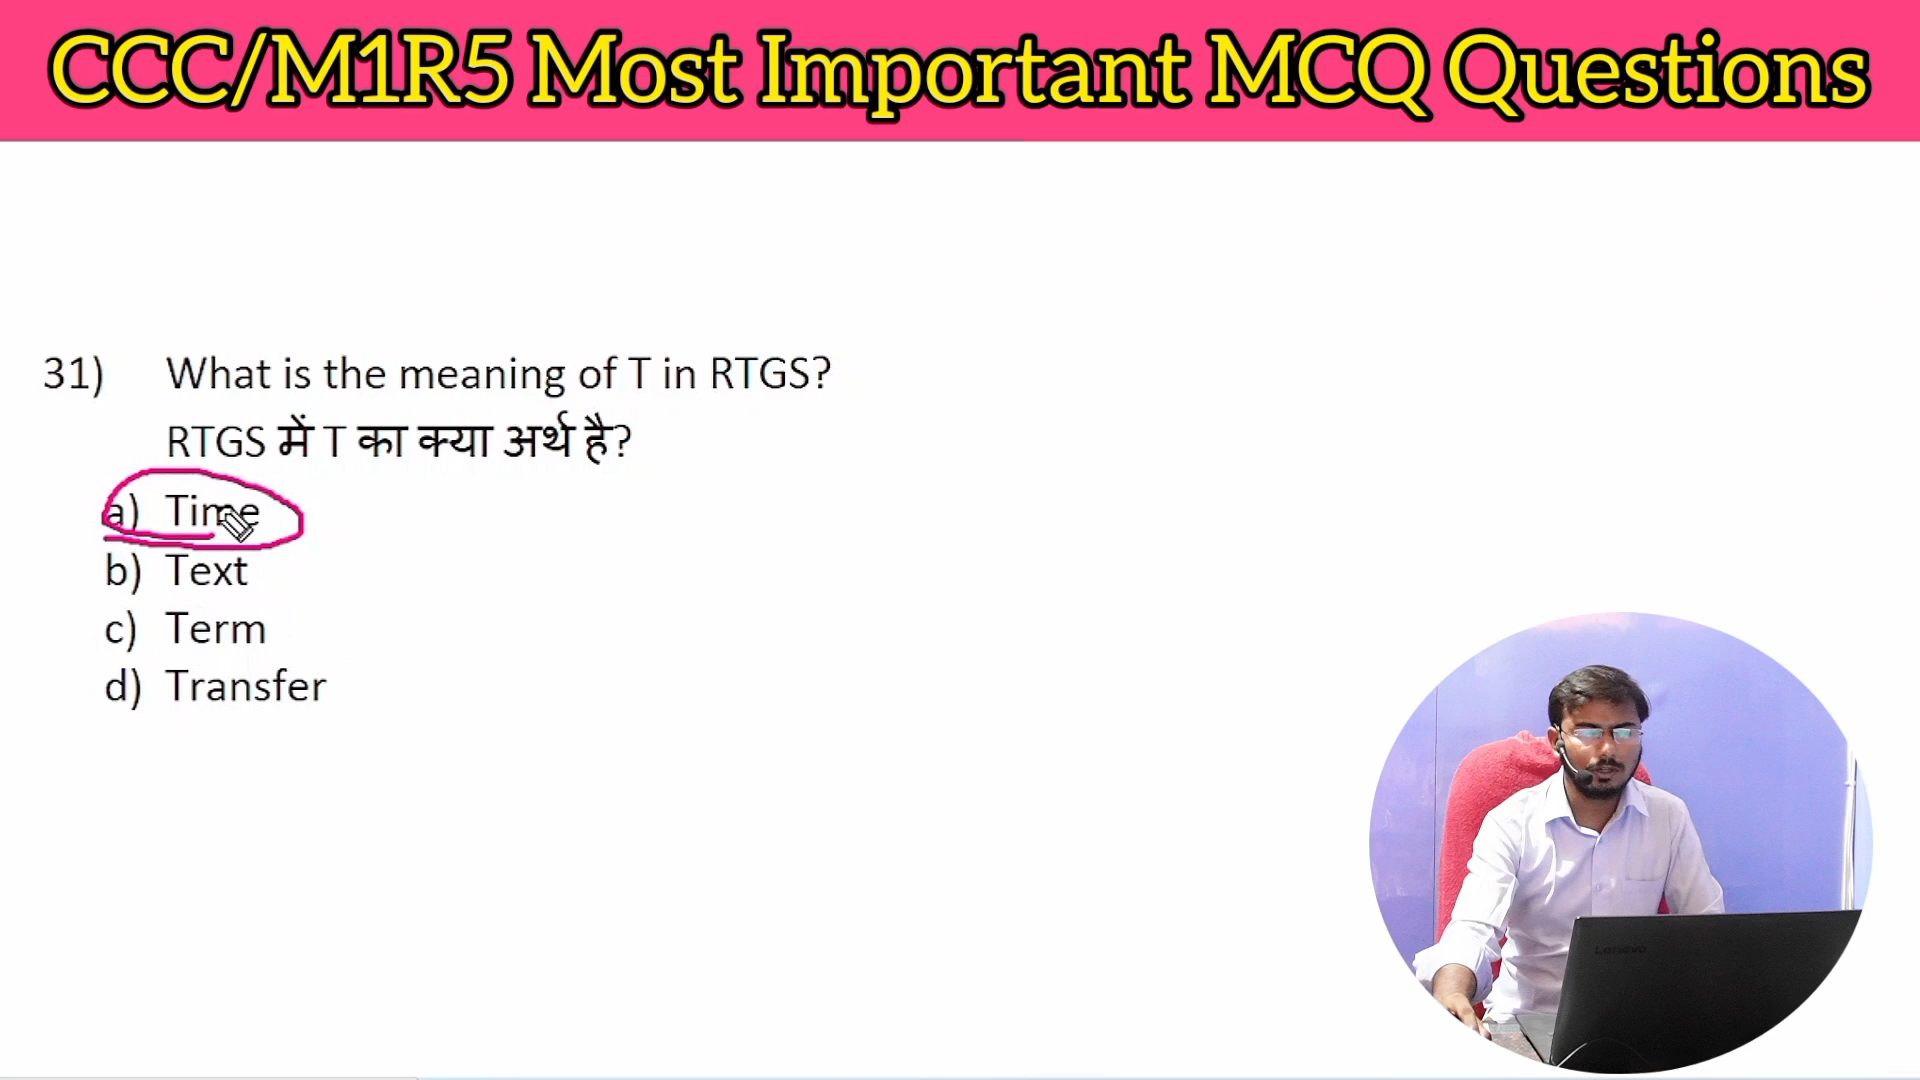 CCC/M1R5 Most Important MCQ Questions
31) What is the meaning of T in RTGS?
RTGS में T का क्या अर्थ है?
a) Time
b) Text
c) Term
d) Transfer
Lenovo